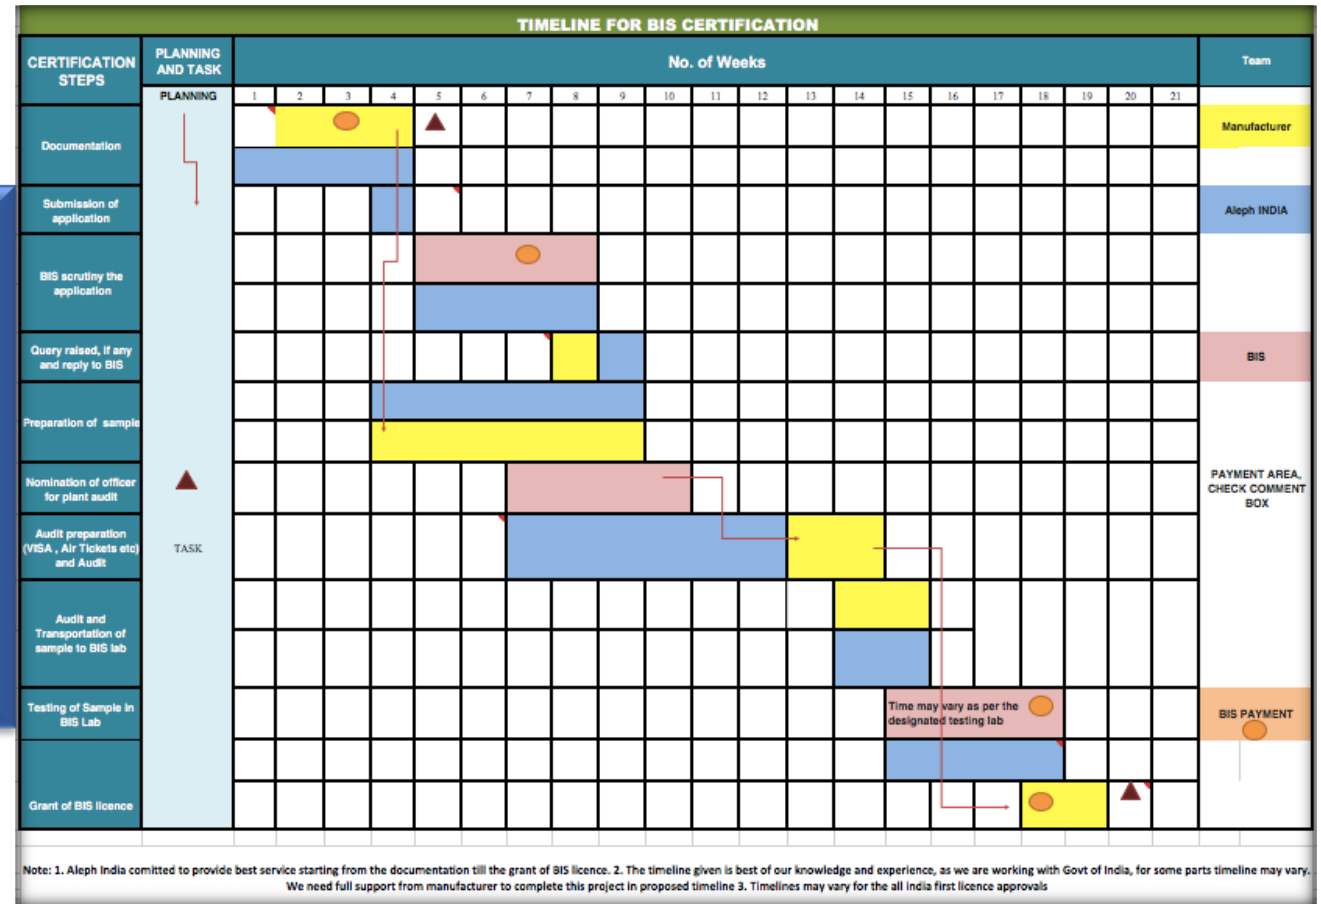 TIMELINE FOR BIS CERTIFICATION
CERTIFICATION
STEPS
PLANNING
AND TASK
No. of Weeks
Team
PLANNING
1 2 3 4 5 6 7 8 9 10 11 12 13 14 15 16 17 18 19 20 21
Documentation
Manufacturer
Submission of
application
Aleph INDIA
BIS scrutiny the
application
Query raised, if any
and reply to BIS
BIS
Preparation of sample
Nomination of officer
for plant audit
PAYMENT AREA,
CHECK COMMENT
BOX
Audit preparation
(VISA , Air Tickets etc)
and Audit
TASK
Audit and
Transportation of
sample to BIS lab
Testing of Sample in
BIS Lab
Time may vary as per the
designated testing lab
BIS PAYMENT
Grant of BIS licence
Note: 1. Aleph India comitted to provide best service starting from the documentation till the grant of BIS licence. 2. The timeline given is best of our knowledge and experience, as we are working with Govt of India, for some parts timeline may vary.
We need full support from manufacturer to complete this project in proposed timeline 3. Timelines may vary for the all india first licence approvals